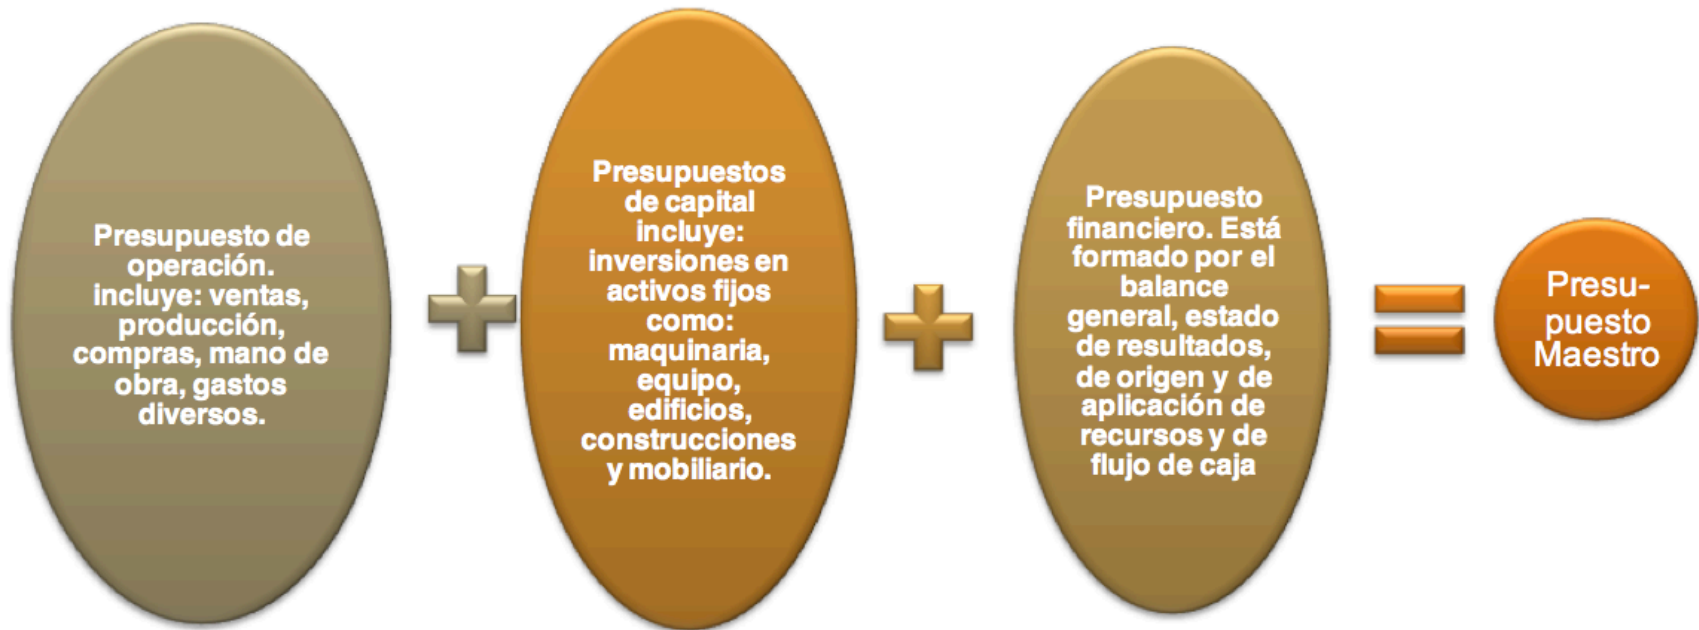 Presupuesto de
operación.
incluye: ventas,
producción,
compras, mano de
obra, gastos
diversos.
Presupuestos
de capital
incluye:
inversiones en
activos fijos
como:
maquinaria,
equipo,
edificios,
construcciones
y mobiliario.
Presupuesto
financiero. Está
formado por el
balance
general, estado
de resultados,
de origen y de
aplicación de
recursos y de
flujo de caja
Presu-
puesto
Maestro